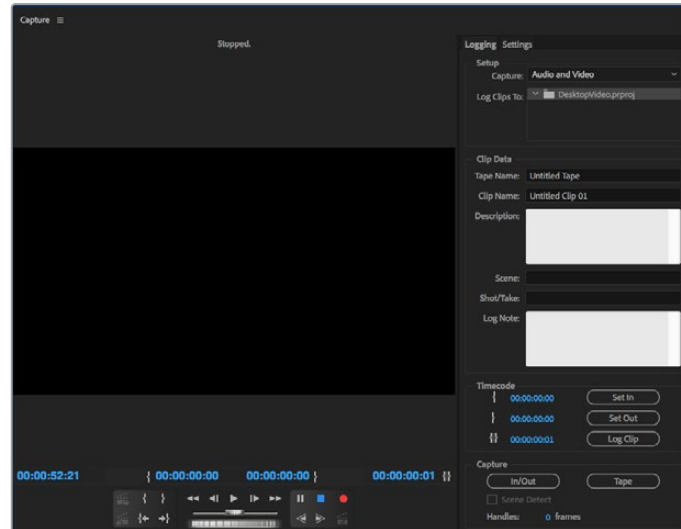 Capture
Stopped.
Logging Settings
Setup
Capture: Audio and Video
Log Clips To: DesktopVideo.prproj
Clip Data
Tape Name: Untitled Tape
Clip Name: Untitled Clip 01
Description:
Scene:
Shot/Take:
Log Note:
Timecode
{ 00:00:00:00 Set In
} 00:00:00:00 Set Out
{} 00:00:00:01 Log Clip
00:00:52:21 { 00:00:00:00 00:00:00:00 } 00:00:00:01 {}
Capture
In/Out Tape
Scene Detect
Handles: 0 frames